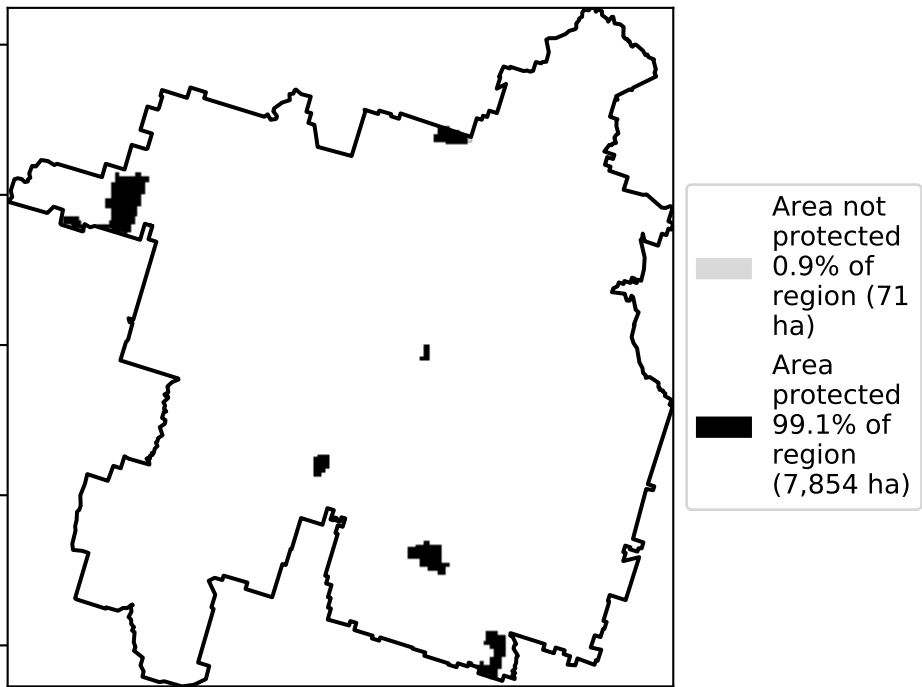 Area not
protected
0.9% of
region (71
ha)
Area
protected
99.1% of
region
(7,854 ha)